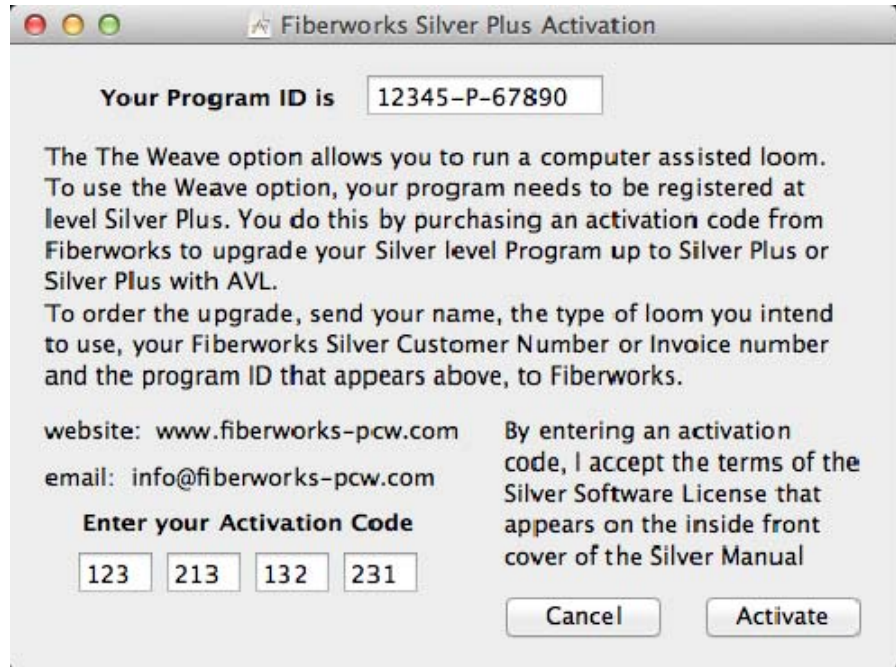 Fiberworks Silver Plus Activation
Your Program ID is 12345-P-67890
The The Weave option allows you to run a computer assisted loom.
To use the Weave option, your program needs to be registered at
level Silver Plus. You do this by purchasing an activation code from
Fiberworks to upgrade your Silver level Program up to Silver Plus or
Silver Plus with AVL.
To order the upgrade, send your name, the type of loom you intend
to use, your Fiberworks Silver Customer Number or Invoice number
and the program ID that appears above, to Fiberworks.
website: www.fiberworks-pcw.com
email: info@fiberworks-pcw.com
Enter your Activation Code
123 213 132 231
By entering an activation
code, I accept the terms of the
Silver Software License that
appears on the inside front
cover of the Silver Manual
Cancel Activate